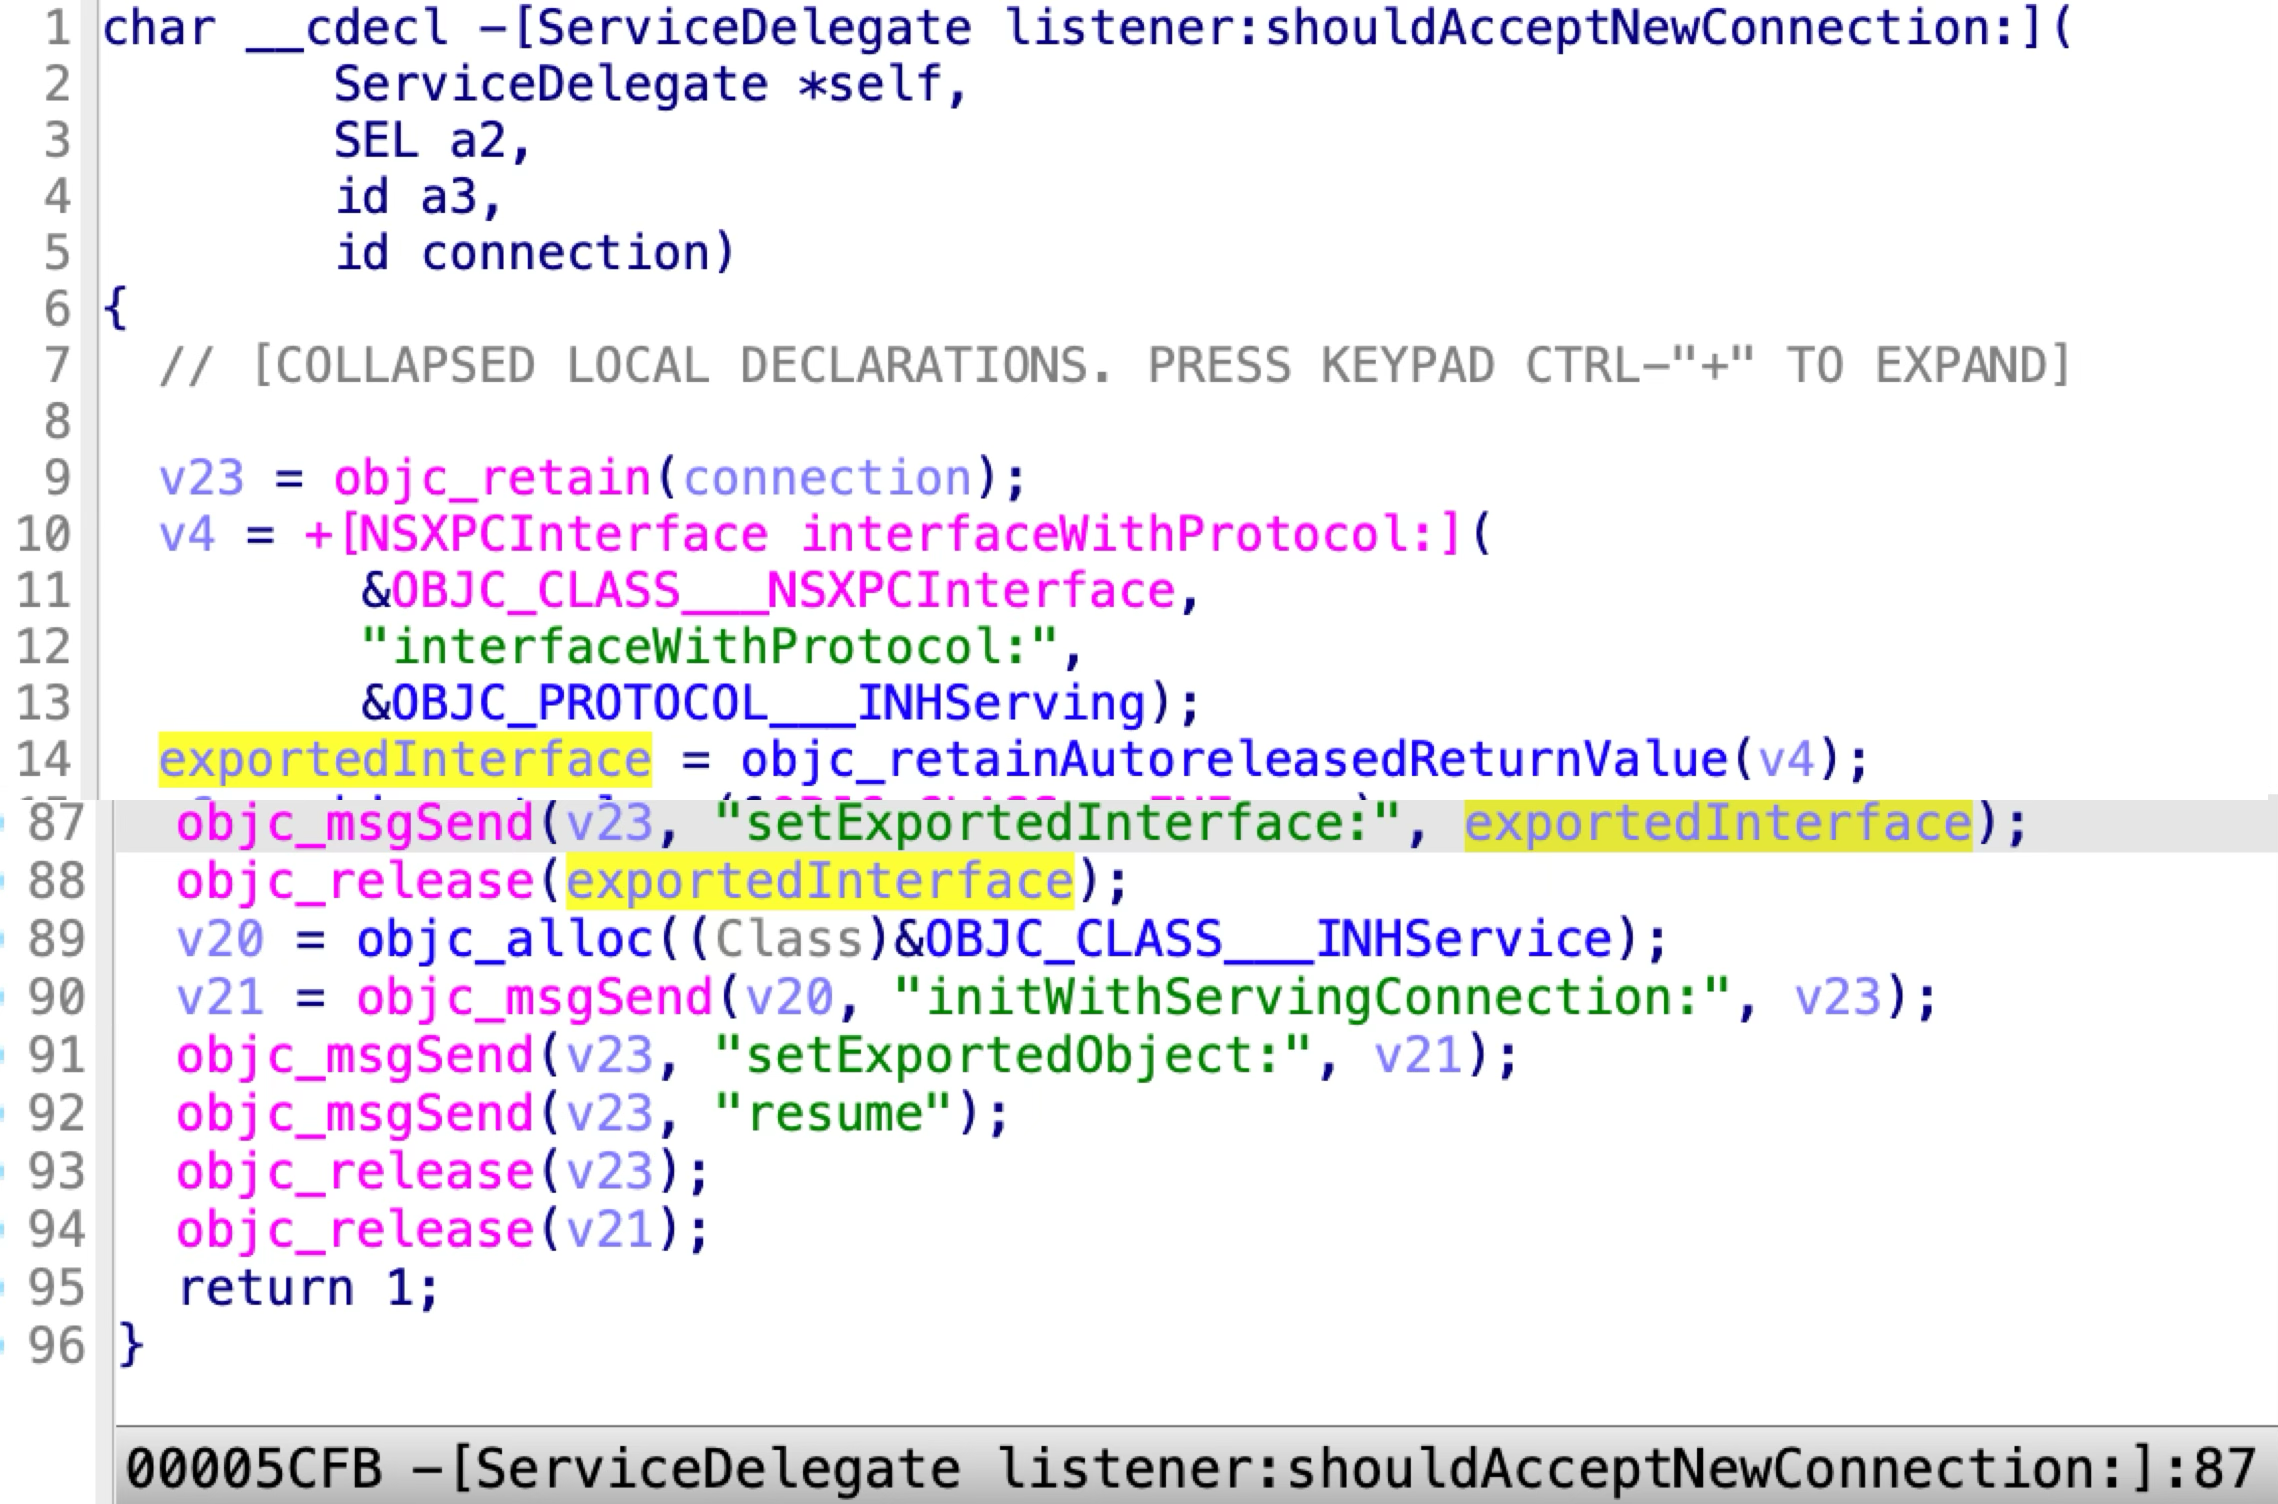 1 char __cdecl -[ServiceDelegate listener:shouldAcceptNewConnection:](
2 ServiceDelegate *self,
3 SEL a2,
4 id a3,
5 id connection)
6 {
7 // [COLLAPSED LOCAL DECLARATIONS. PRESS KEYPAD CTRL-"+" TO EXPAND]
8
9 v23 = objc_retain(connection);
10 v4 = +[NSXPCInterface interfaceWithProtocol:](
11 &OBJC_CLASS___NSXPCInterface,
12 "interfaceWithProtocol:",
13 &OBJC_PROTOCOL___INHServing);
14 exportedInterface = objc_retainAutoreleasedReturnValue(v4);
87 objc_msgSend(v23, "setExportedInterface:", exportedInterface);
88 objc_release(exportedInterface);
89 v20 = objc_alloc((Class)&OBJC_CLASS___INHService);
90 v21 = objc_msgSend(v20, "initWithServingConnection:", v23);
91 objc_msgSend(v23, "setExportedObject:", v21);
92 objc_msgSend(v23, "resume");
93 objc_release(v23);
94 objc_release(v21);
95 return 1;
96 }
00005CFB -[ServiceDelegate listener:shouldAcceptNewConnection:]:87